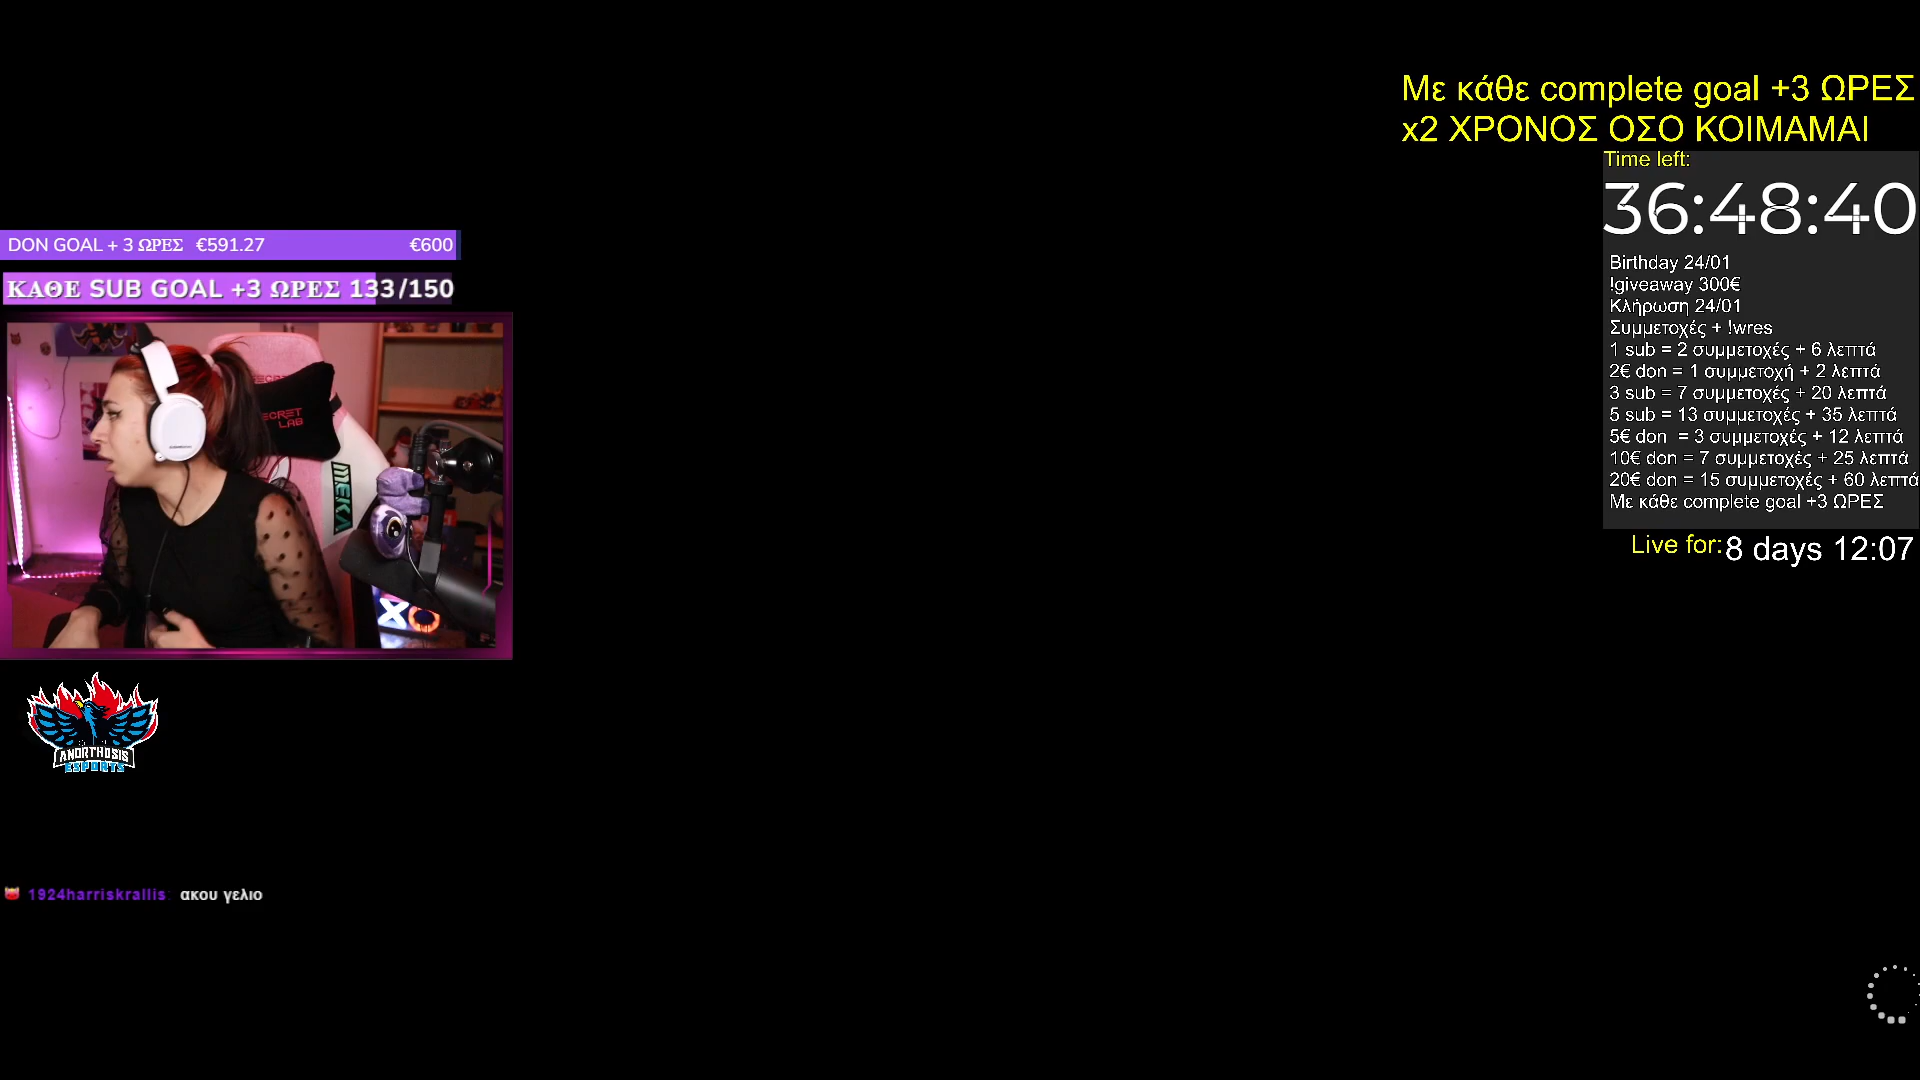 Με κάθε complete goal +3 ΩΡΕΣ
x2 ΧΡΟΝΟΣ ΟΣΟ ΚΟΙΜΑΜΑΙ
Time left:
36:48:40
Birthday 24/01
!giveaway 300€
Κλήρωση 24/01
Συμμετοχές + !wres
1 sub = 2 συμμετοχές + 6 λεπτά
2€ don = 1 συμμετοχή + 2 λεπτά
3 sub = 7 συμμετοχές + 20 λεπτά
5 sub = 13 συμμετοχές + 35 λεπτά
5€ don = 3 συμμετοχές + 12 λεπτά
10€ don = 7 συμμετοχές + 25 λεπτά
20€ don = 15 συμμετοχές + 60 λεπτά
Με κάθε complete goal +3 ΩΡΕΣ
Live for: 8 days 12:07
DON GOAL + 3 ΩΡΕΣ €591.27 €600
ΚΑΘΕ SUB GOAL +3 ΩΡΕΣ 133/150
SECRET
LAB
MEKA
ANORTHOSIS
ESPORTS
1924harriskrallis: ακου γελιο